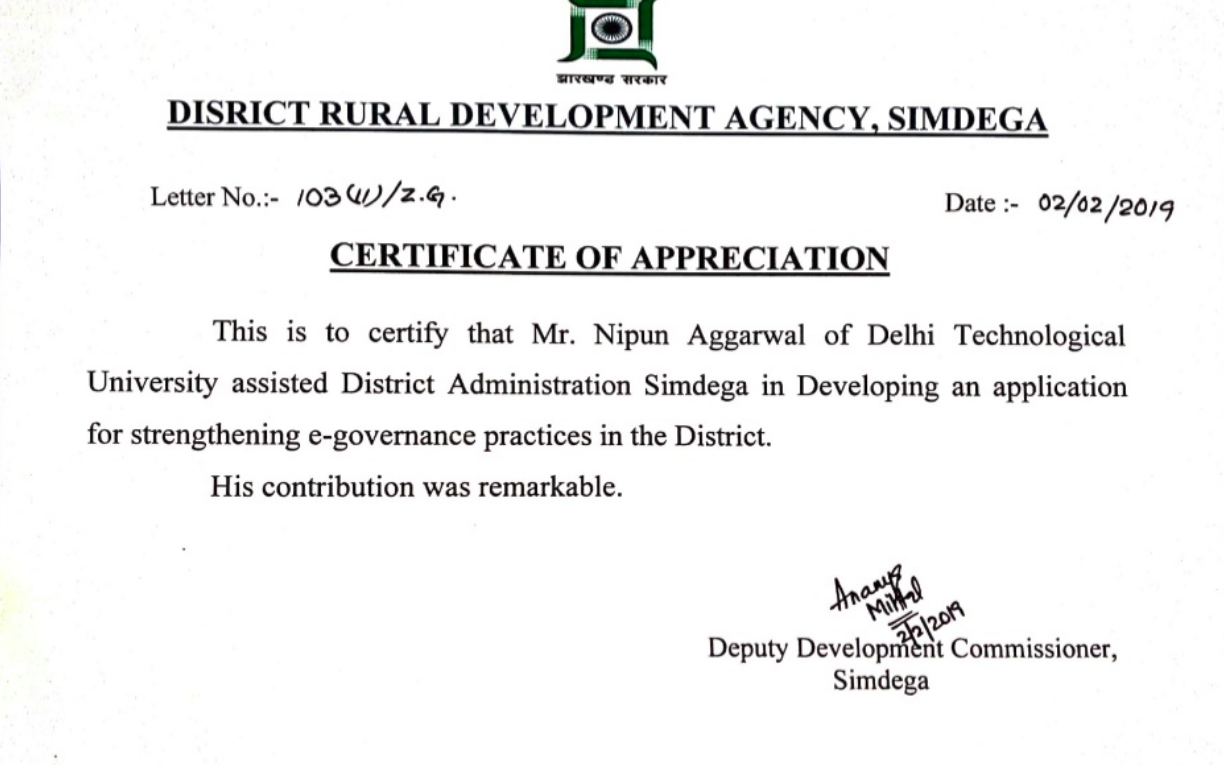 झारखण्ड सरकार
DISRICT RURAL DEVELOPMENT AGENCY, SIMDEGA
Letter No.:- 103(11)/Z.G.
Date :- 02/02/2019
CERTIFICATE OF APPRECIATION
This is to certify that Mr. Nipun Aggarwal of Delhi Technological
University assisted District Administration Simdega in Developing an application
for strengthening e-governance practices in the District.
His contribution was remarkable.
Mittal
2/2/2019
Deputy Development Commissioner,
Simdega